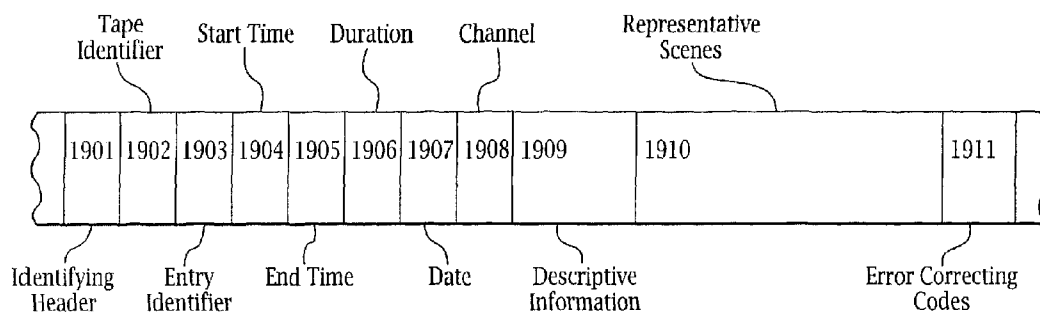 Tape
Identifier
Start Time
Duration
Channel
Representative
Scenes
1901 1902 1903 1904 1905 1906 1907 1908 1909 1910 1911
Identifying
Header
Entry
Identifier
End Time
Date
Descriptive
Information
Error Correcting
Codes